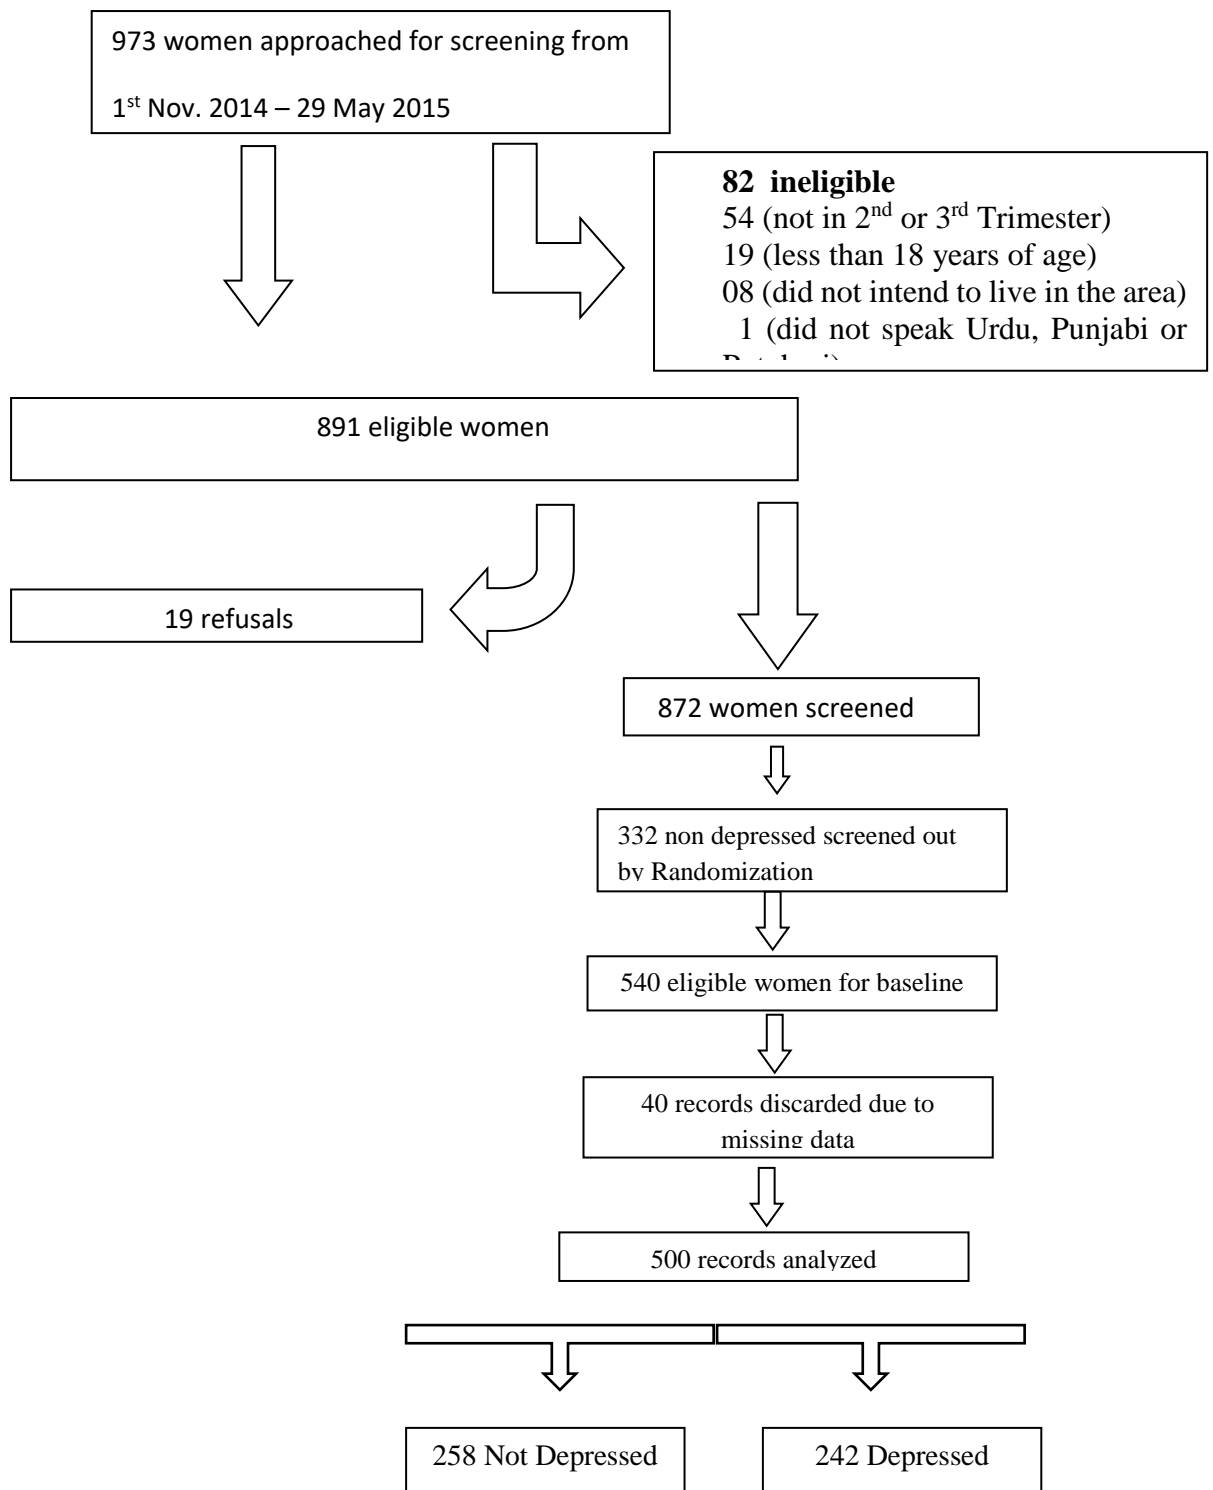 973 women approached for screening from
1st Nov. 2014 – 29 May 2015
82 ineligible
54 (not in 2nd or 3rd Trimester)
19 (less than 18 years of age)
08 (did not intend to live in the area)
1 (did not speak Urdu, Punjabi or
891 eligible women
19 refusals
872 women screened
332 non depressed screened out
by Randomization
540 eligible women for baseline
40 records discarded due to
missing data
500 records analyzed
258 Not Depressed
242 Depressed